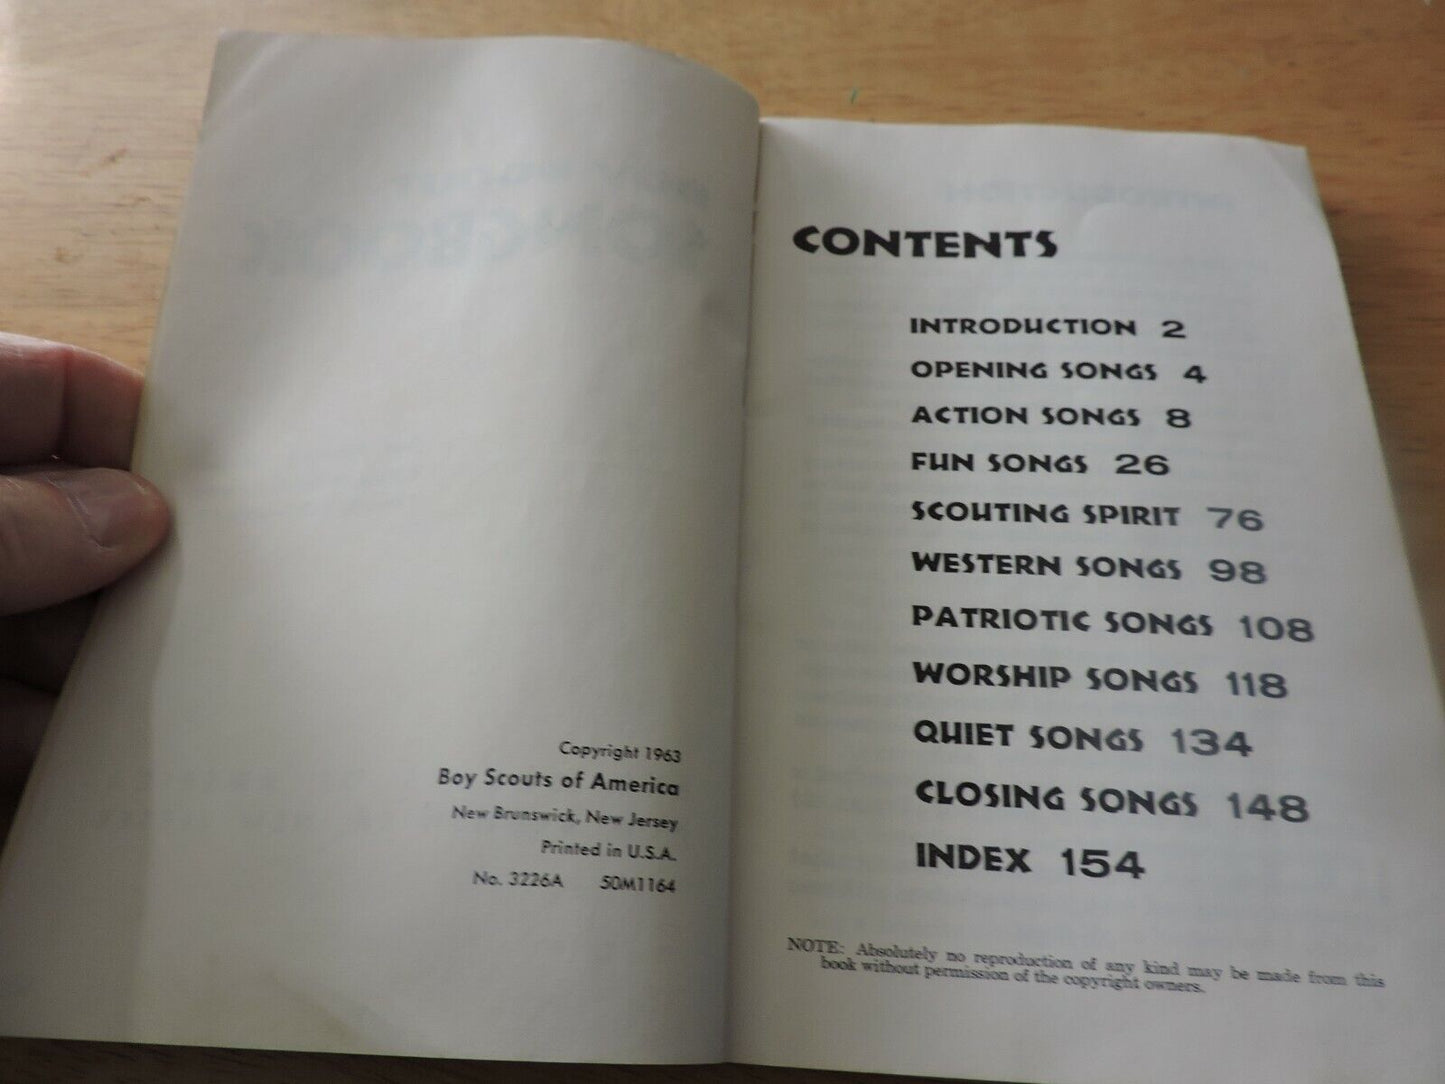 Copyright 1963
Boy Scouts of America
New Brunswick, New Jersey
Printed in U.S.A.
No. 3226A 50M1164
CONTENTS
INTRODUCTION 2
OPENING SONGS 4
ACTION SONGS 8
FUN SONGS 26
SCOUTING SPIRIT 76
WESTERN SONGS 98
PATRIOTIC SONGS 108
WORSHIP SONGS 118
QUIET SONGS 134
CLOSING SONGS 148
INDEX 154
NOTE: Absolutely no reproduction of any kind may be made from this
book without permission of the copyright owners.